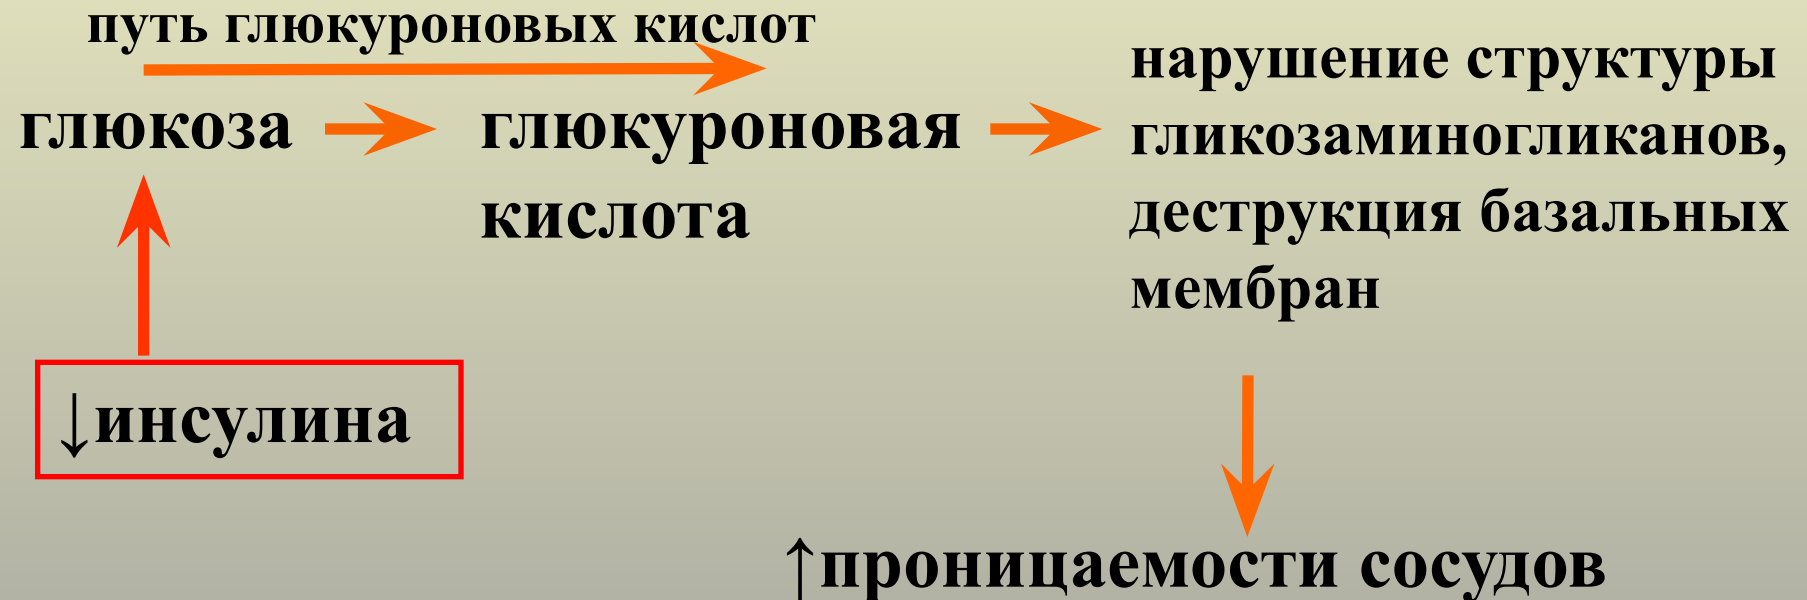 путь глюкуроновых кислот
глюкоза
глюкуроновая
кислота
нарушение структуры
гликозаминогликанов,
деструкция базальных
мембран
↓инсулина
↑проницаемости сосудов